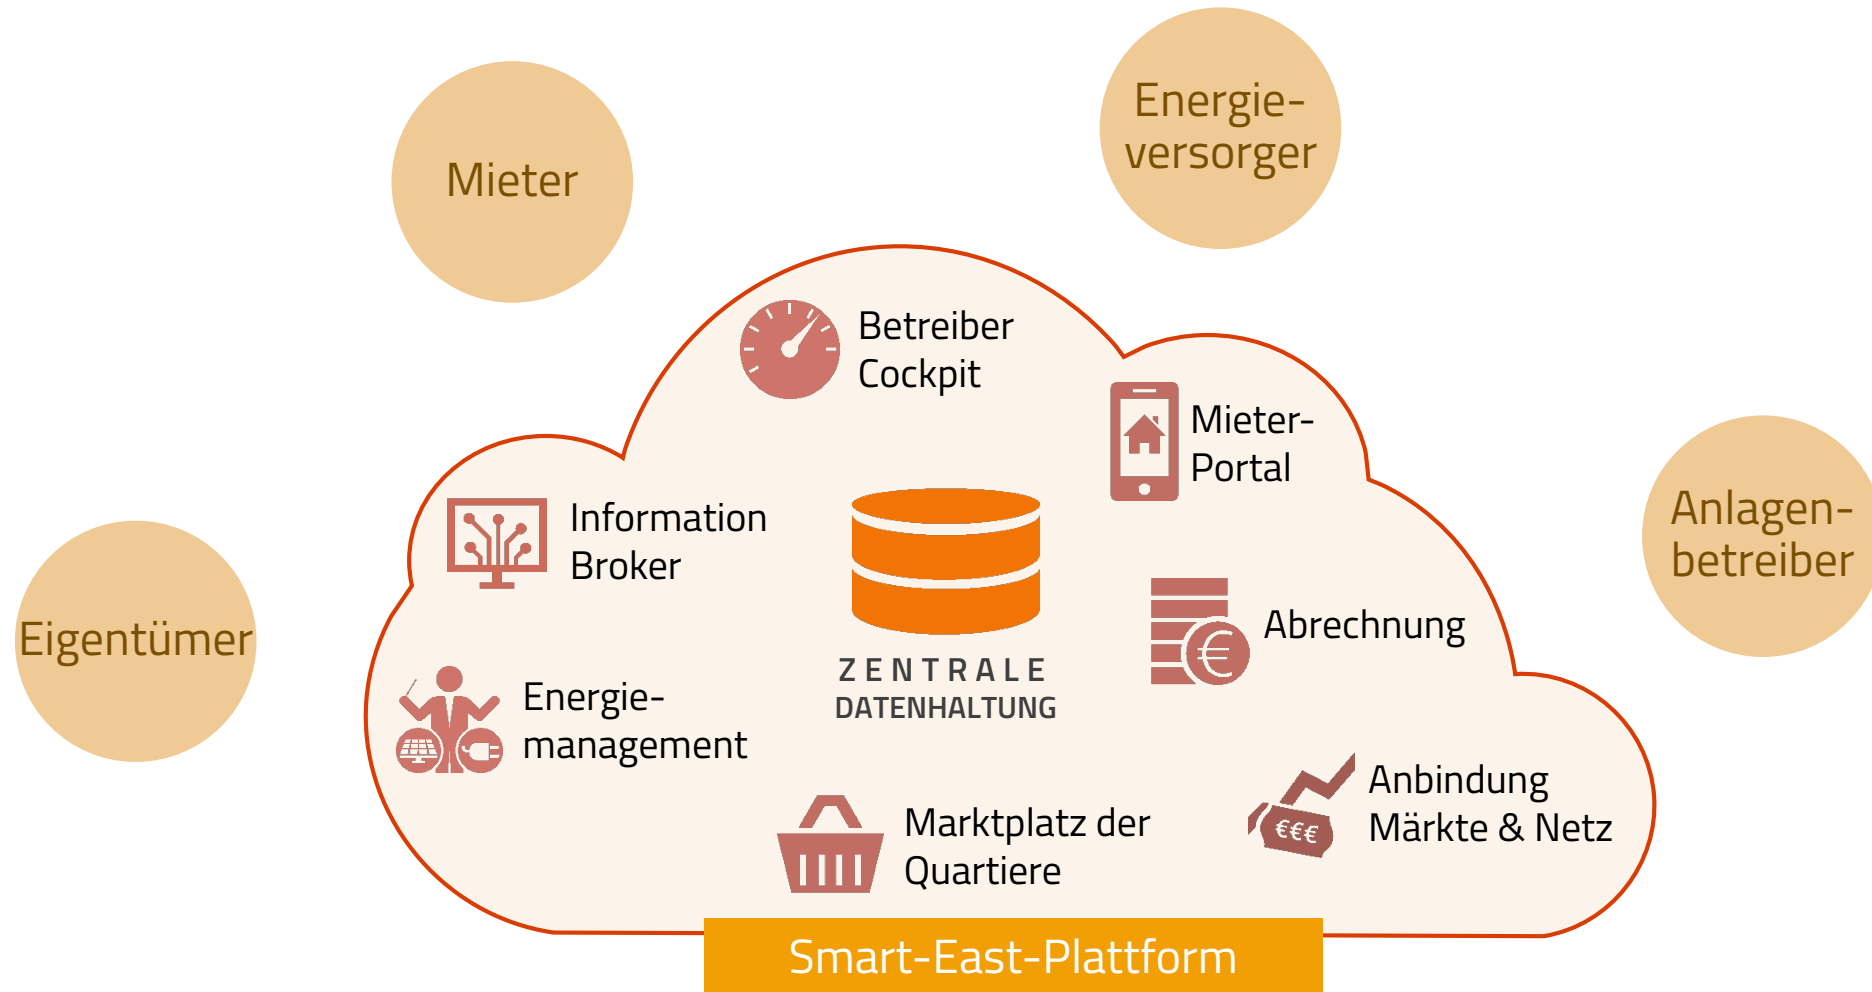 Energie-
versorger
Mieter
Betreiber
Cockpit
Mieter-
Portal
Information
Broker
Anlagen-
betreiber
Eigentümer
Abrechnung
ZENTRALE
DATENHALTUNG
Energie-
management
Anbindung
Märkte & Netz
€€€
Marktplatz der
Quartiere
Smart-East-Plattform